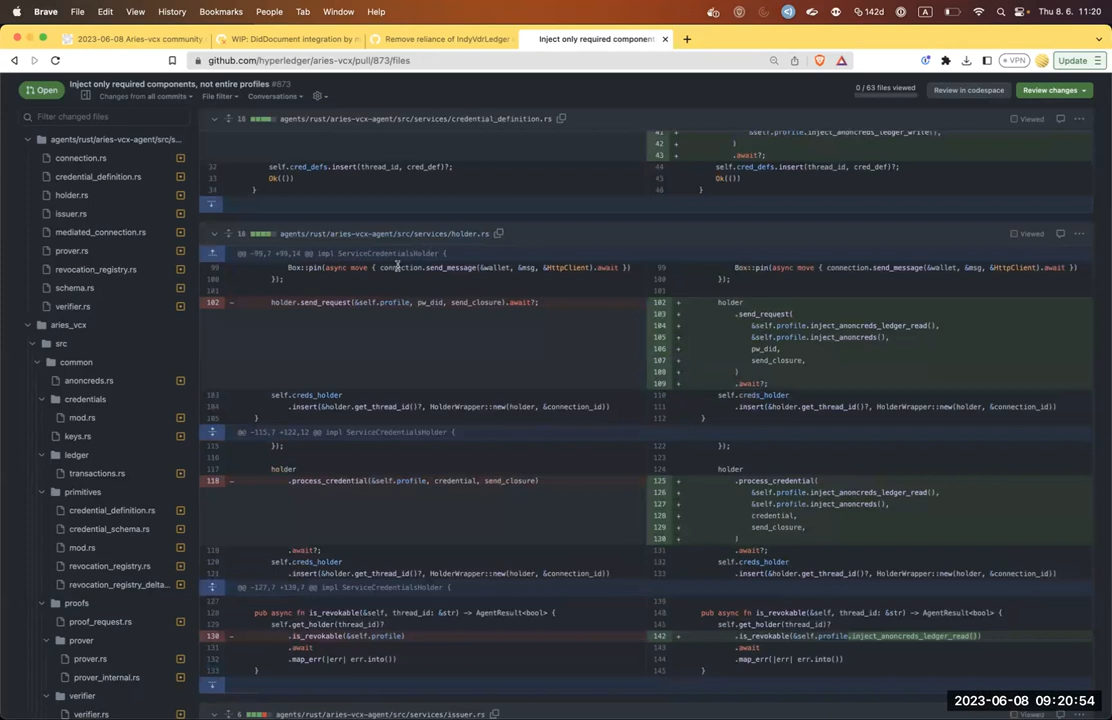 Brave File Edit View History Bookmarks People Tab Window Help 142d A Thu 8. 6. 11:20
2023-06-08 Aries-vcx community
WIP: DidDocument integration by m
Remove reliance of IndyVdrLedger
Inject only required component
github.com/hyperledger/aries-vcx/pull/873/files
VPN
Update
Open
Inject only required components, not entire profiles #873
Changes from all commits
File filter
Conversations
0 / 63 files viewed
Review in codespace
Review changes
Filter changed files
agents/rust/aries-vcx-agent/src/s...
connection.rs
credential_definition.rs
holder.rs
issuer.rs
mediated_connection.rs
prover.rs
revocation_registry.rs
schema.rs
verifier.rs
aries_vcx
src
common
anoncreds.rs
credentials
mod.rs
keys.rs
ledger
transactions.rs
primitives
credential_definition.rs
credential_schema.rs
mod.rs
revocation_registry.rs
revocation_registry_delta...
proofs
proof_request.rs
prover
prover.rs
prover_internal.rs
verifier
verifier.rs
agents/rust/aries-vcx-agent/src/services/credential_definition.rs
Viewed
41 + &self.profile.inject_anoncreds_ledger_write(),
42 + )
43 + .await?;
32 self.cred_defs.insert(thread_id, cred_def)?;
44 self.cred_defs.insert(thread_id, cred_def)?;
33 Ok(())
45 Ok(())
34 }
46 }
18 agents/rust/aries-vcx-agent/src/services/holder.rs
Viewed
@@ -99,7 +99,14 @@ impl ServiceCredentialsHolder {
99 Box::pin(async move { connection.send_message(&wallet, &msg, &HttpClient).await })
99 Box::pin(async move { connection.send_message(&wallet, &msg, &HttpClient).await })
100 });
100 });
101
101
102 - holder.send_request(&self.profile, pw_did, send_closure).await?;
102 + holder
103 + .send_request(
104 + &self.profile.inject_anoncreds_ledger_read(),
105 + &self.profile.inject_anoncreds(),
106 + pw_did,
107 + send_closure,
108 + )
109 + .await?;
103 self.creds_holder
110 self.creds_holder
104 .insert(&holder.get_thread_id()?, HolderWrapper::new(holder, &connection_id))
111 .insert(&holder.get_thread_id()?, HolderWrapper::new(holder, &connection_id))
105 }
112 }
@@ -115,7 +122,12 @@ impl ServiceCredentialsHolder {
115 });
122 });
116
123
117 holder
124 holder
118 - .process_credential(&self.profile, credential, send_closure)
125 + .process_credential(
126 + &self.profile.inject_anoncreds_ledger_read(),
127 + &self.profile.inject_anoncreds(),
128 + credential,
129 + send_closure,
130 + )
119 .await?;
131 .await?;
120 self.creds_holder
132 self.creds_holder
121 .insert(&holder.get_thread_id()?, HolderWrapper::new(holder, &connection_id))
133 .insert(&holder.get_thread_id()?, HolderWrapper::new(holder, &connection_id))
@@ -127,7 +139,7 @@ impl ServiceCredentialsHolder {
127
139
128 pub async fn is_revokable(&self, thread_id: &str) -> AgentResult<bool> {
140 pub async fn is_revokable(&self, thread_id: &str) -> AgentResult<bool> {
129 self.get_holder(thread_id)?
141 self.get_holder(thread_id)?
130 - .is_revokable(&self.profile)
142 + .is_revokable(&self.profile.inject_anoncreds_ledger_read())
131 .await
143 .await
132 .map_err(|err| err.into())
144 .map_err(|err| err.into())
133 }
145 }
6 agents/rust/aries-vcx-agent/src/services/issuer.rs
Viewed
2023-06-08 09:20:54